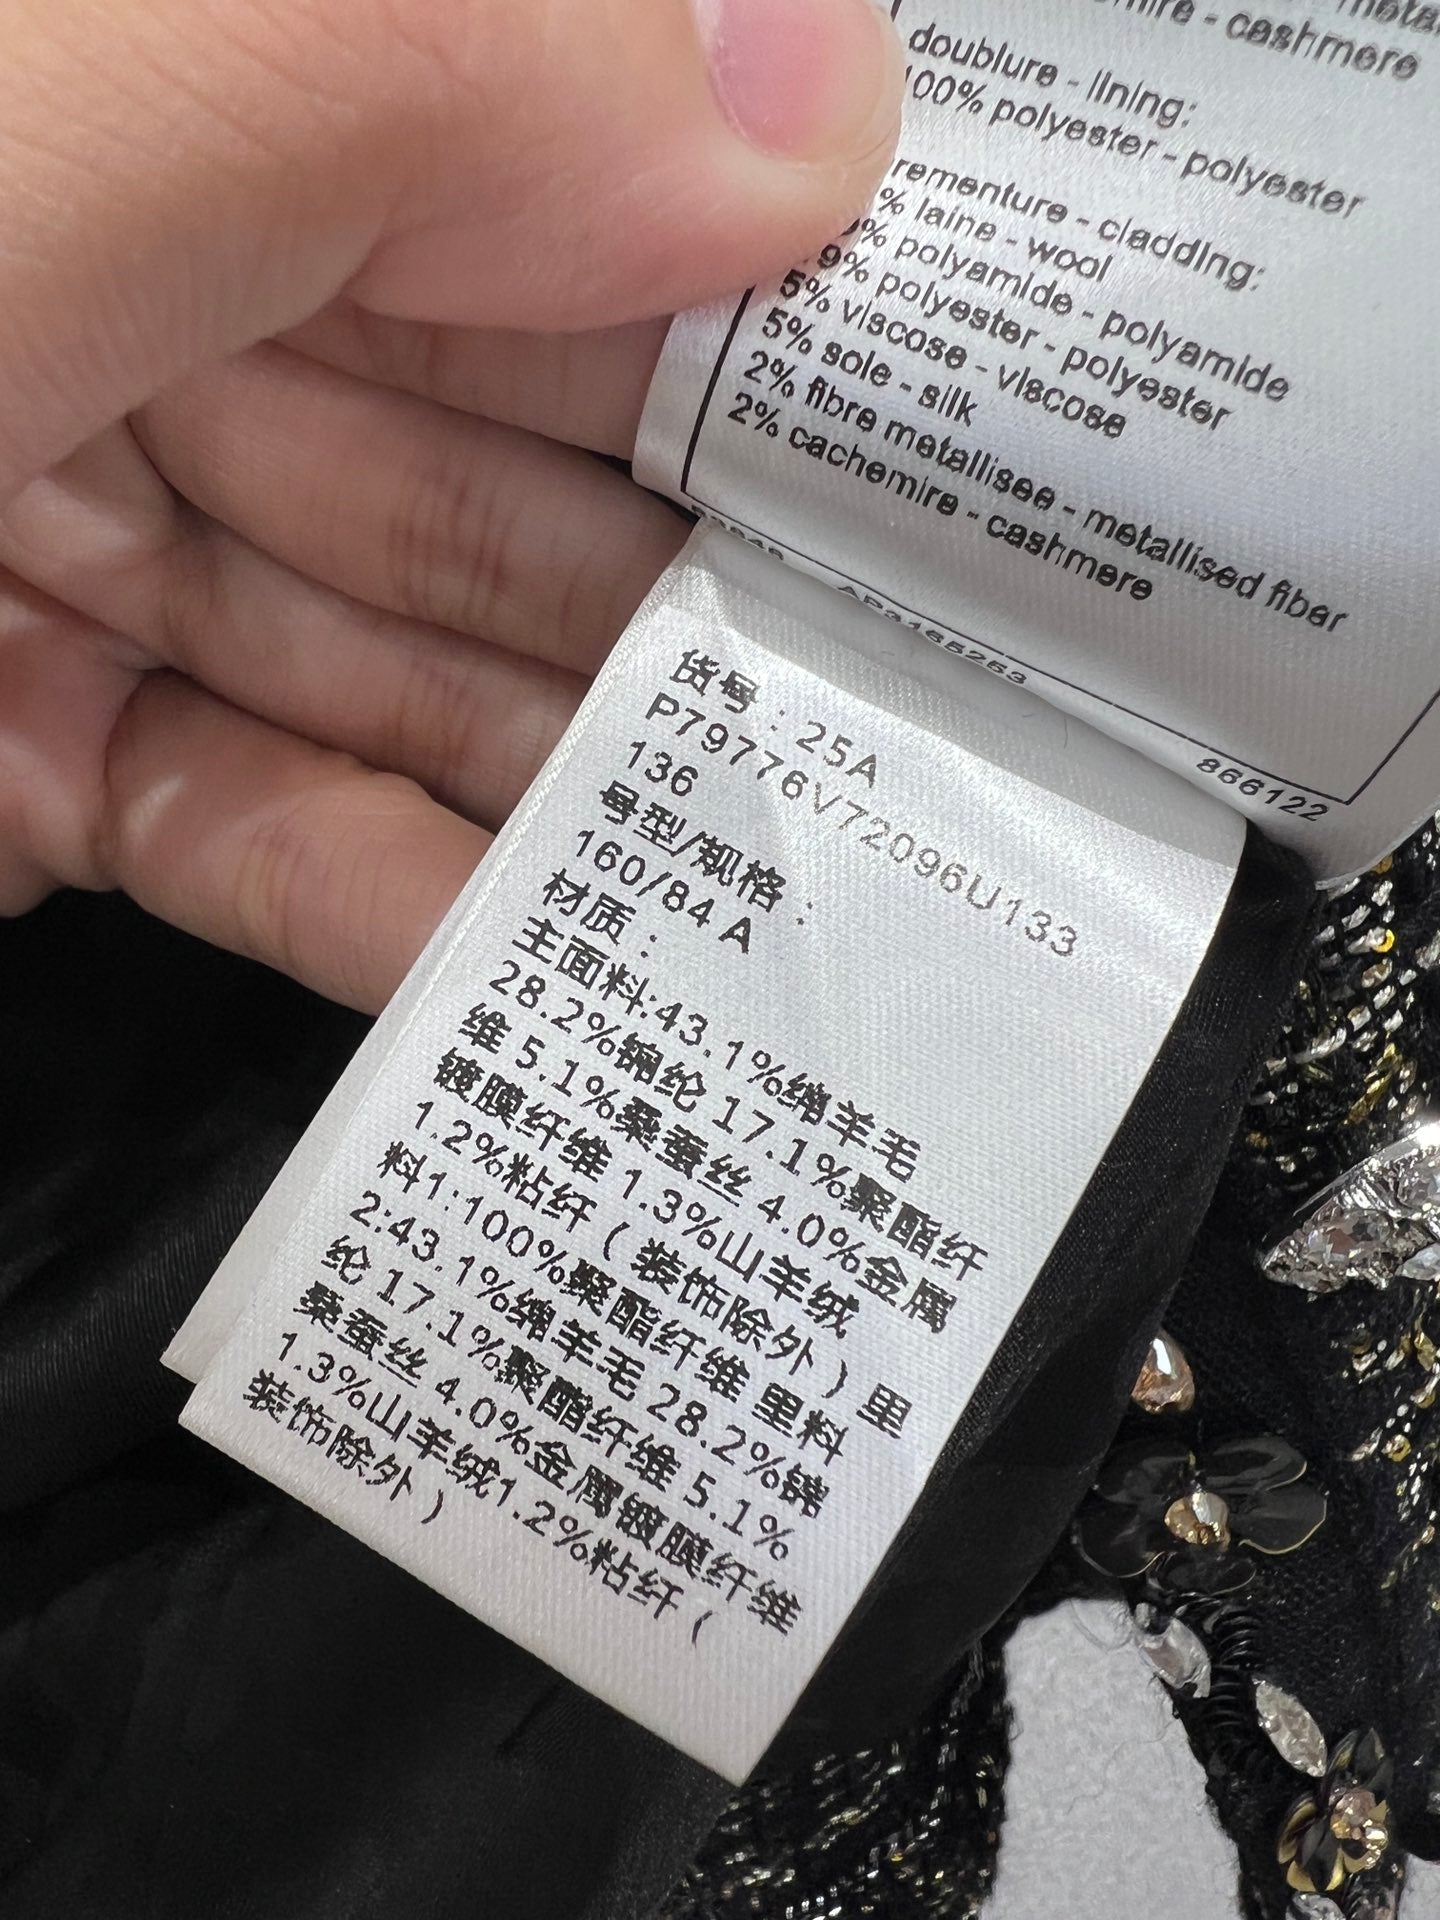 cashmere
doublure - lining:
100% polyester - polyester
rementure - cladding:
% laine - wool
% polyamide - polyamide
9% polyester - polyester
5% viscose - viscose
5% soie - silk
2% fibre metallisee - metallised fiber
2% cachemire - cashmere
AP3165253
866122
货号：25A
P79776V72096U133
136
号型/规格：
160/84 A
材质：
主面料:43.1%绵羊毛
28.2%锦纶 17.1%聚酯纤
维 5.1%桑蚕丝 4.0%金属
镀膜纤维 1.3%山羊绒
1.2%粘纤（装饰除外）里
料1:100%聚酯纤维 里料
2:43.1%绵羊毛 28.2%锦
纶 17.1%聚酯纤维 5.1%
桑蚕丝 4.0%金属镀膜纤维
1.3%山羊绒1.2%粘纤（
装饰除外）